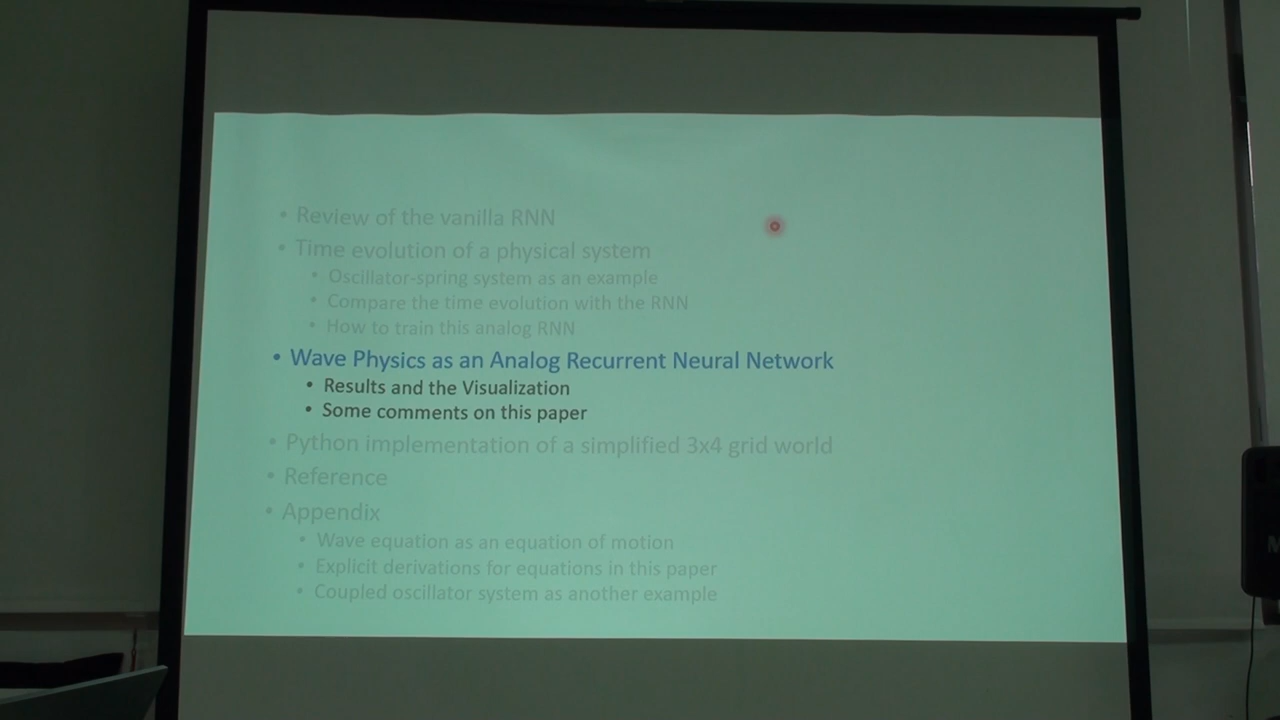 • Review of the vanilla RNN
• Time evolution of a physical system
• Oscillator-spring system as an example
• Compare the time evolution with the RNN
• How to train this analog RNN
• Wave Physics as an Analog Recurrent Neural Network
• Results and the Visualization
• Some comments on this paper
• Python implementation of a simplified 3x4 grid world
• Reference
• Appendix
• Wave equation as an equation of motion
• Explicit derivations for equations in this paper
• Coupled oscillator system as another example